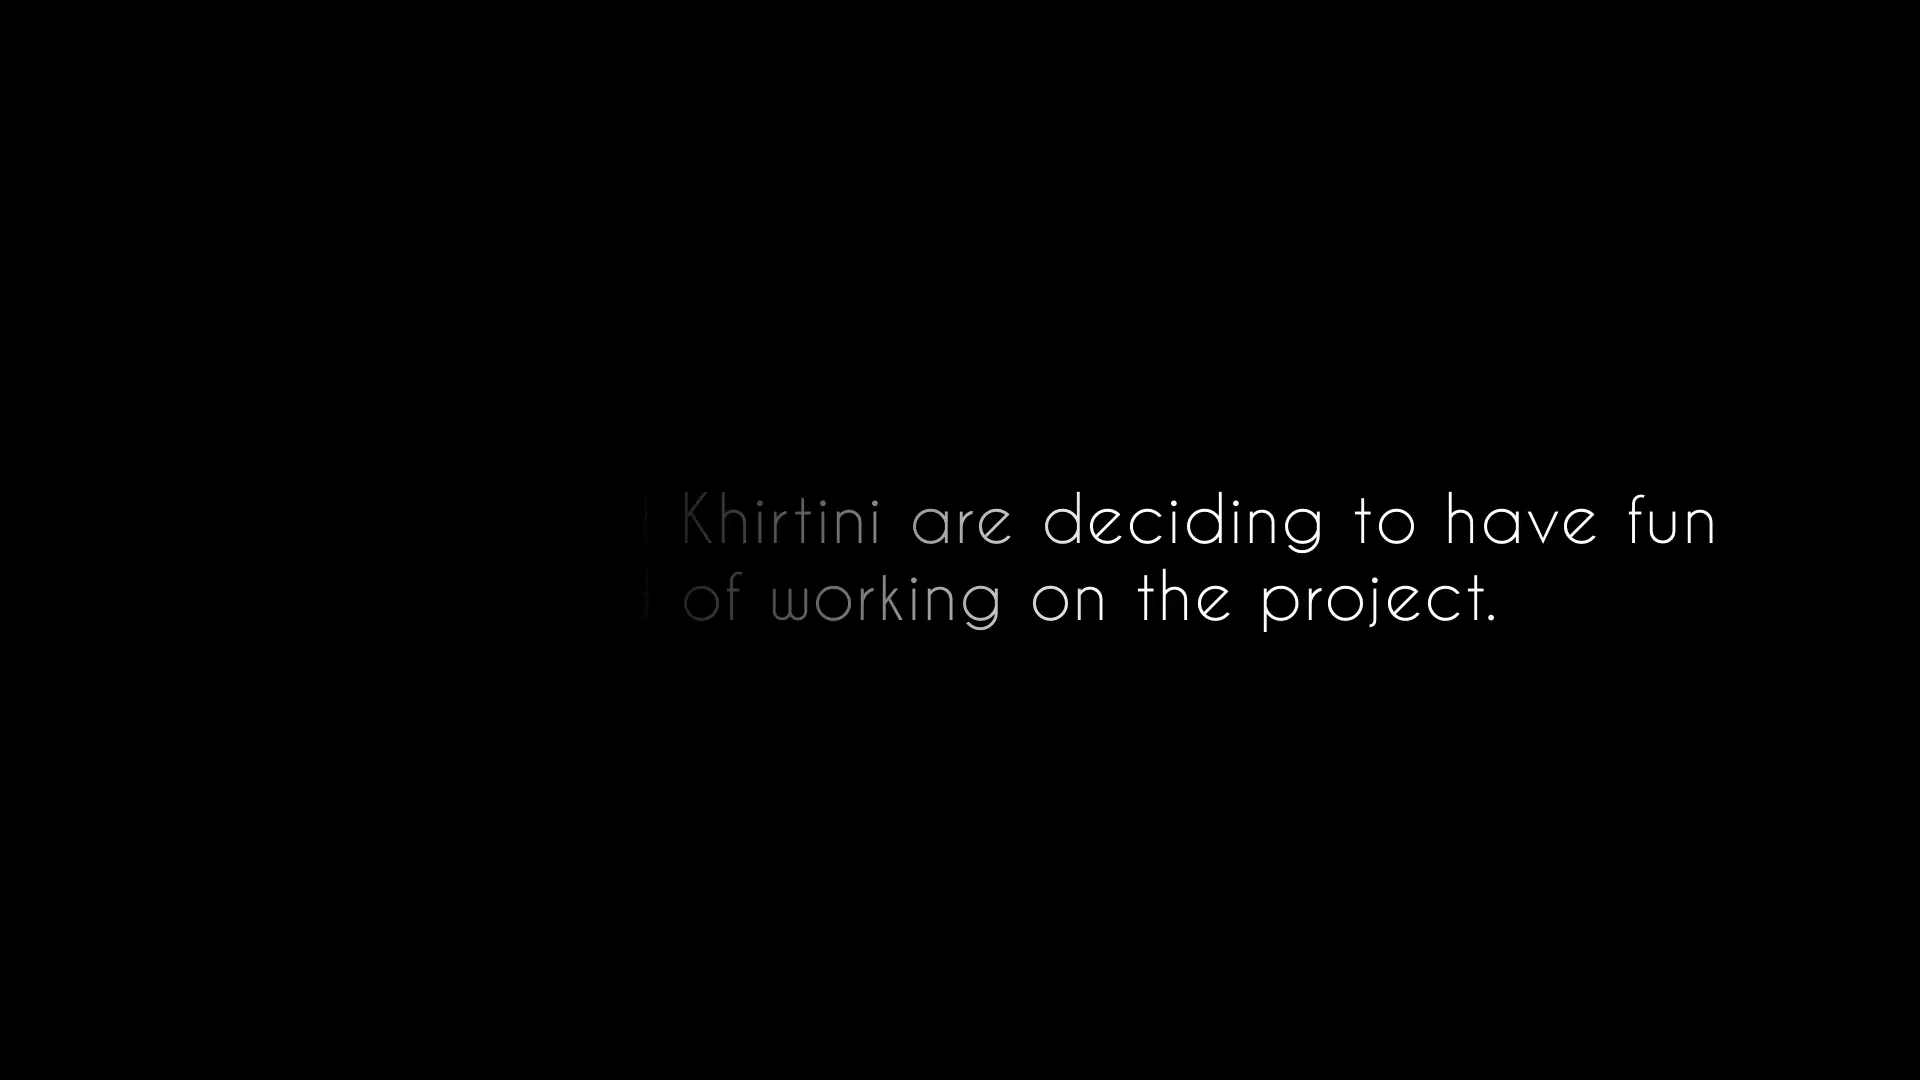 Khirtini are deciding to have fun
of working on the project.